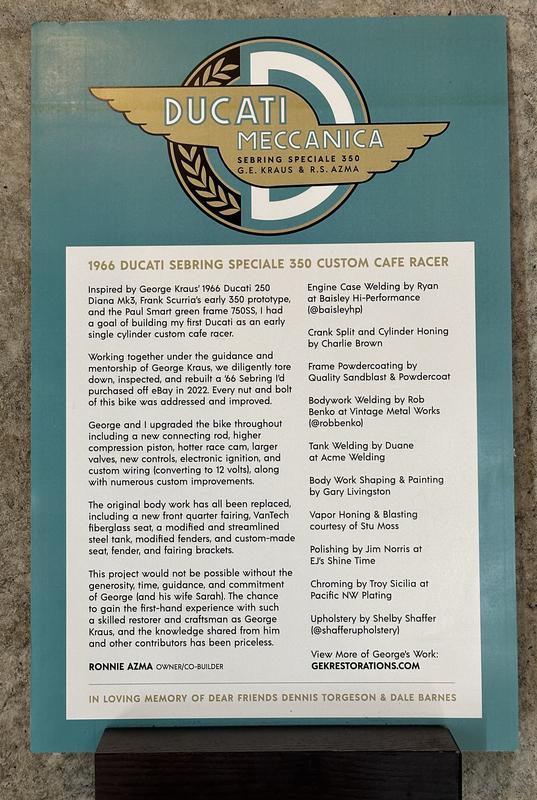 DUCATI
MECCANICA
SEBRING SPECIALE 350
G.E. KRAUS & R.S. AZMA
1966 DUCATI SEBRING SPECIALE 350 CUSTOM CAFE RACER
Inspired by George Kraus' 1966 Ducati 250
Diana Mk3, Frank Scurria's early 350 prototype,
and the Paul Smart green frame 750SS, I had
a goal of building my first Ducati as an early
single cylinder custom cafe racer.
Working together under the guidance and
mentorship of George Kraus, we diligently tore
down, inspected, and rebuilt a '66 Sebring I'd
purchased off eBay in 2022. Every nut and bolt
of this bike was addressed and improved.
George and I upgraded the bike throughout
including a new connecting rod, higher
compression piston, hotter race cam, larger
valves, new controls, electronic ignition, and
custom wiring (converting to 12 volts), along
with numerous custom improvements.
The original body work has all been replaced,
including a new front quarter fairing, VanTech
fiberglass seat, a modified and streamlined
steel tank, modified fenders, and custom-made
seat, fender, and fairing brackets.
This project would not be possible without the
generosity, time, guidance, and commitment
of George (and his wife Sarah). The chance
to gain the first-hand experience with such
a skilled restorer and craftsman as George
Kraus, and the knowledge shared from him
and other contributors has been priceless.
RONNIE AZMA OWNER/CO-BUILDER
Engine Case Welding by Ryan
at Baisley Hi-Performance
(@baisleyhp)
Crank Split and Cylinder Honing
by Charlie Brown
Frame Powdercoating by
Quality Sandblast & Powdercoat
Bodywork Welding by Rob
Benko at Vintage Metal Works
(@robbenko)
Tank Welding by Duane
at Acme Welding
Body Work Shaping & Painting
by Gary Livingston
Vapor Honing & Blasting
courtesy of Stu Moss
Polishing by Jim Norris at
EJ's Shine Time
Chroming by Troy Sicilia at
Pacific NW Plating
Upholstery by Shelby Shaffer
(@shafferupholstery)
View More of George's Work:
GEKRESTORATIONS.COM
IN LOVING MEMORY OF DEAR FRIENDS DENNIS TORGESON & DALE BARNES